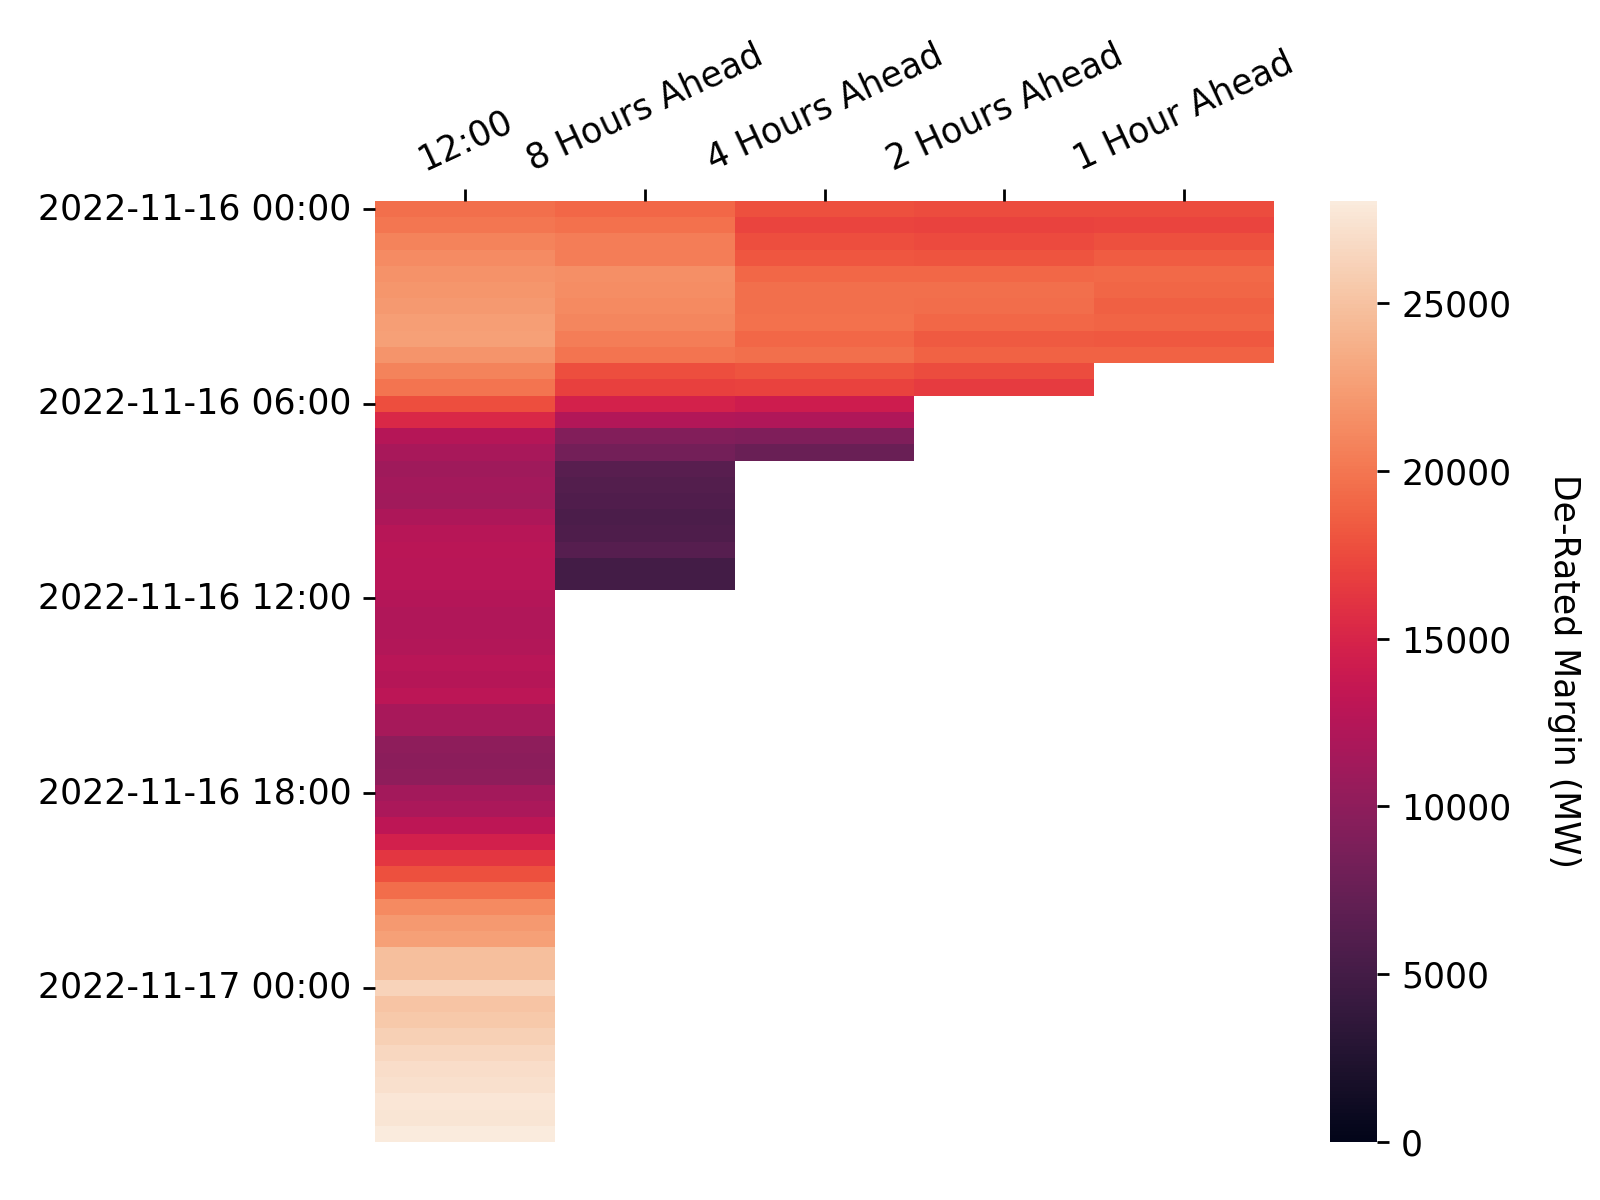 12:00
8 Hours Ahead
4 Hours Ahead
2 Hours Ahead
1 Hour Ahead
2022-11-16 00:00
2022-11-16 06:00
2022-11-16 12:00
2022-11-16 18:00
2022-11-17 00:00
25000
20000
15000
10000
5000
0
De-Rated Margin (MW)